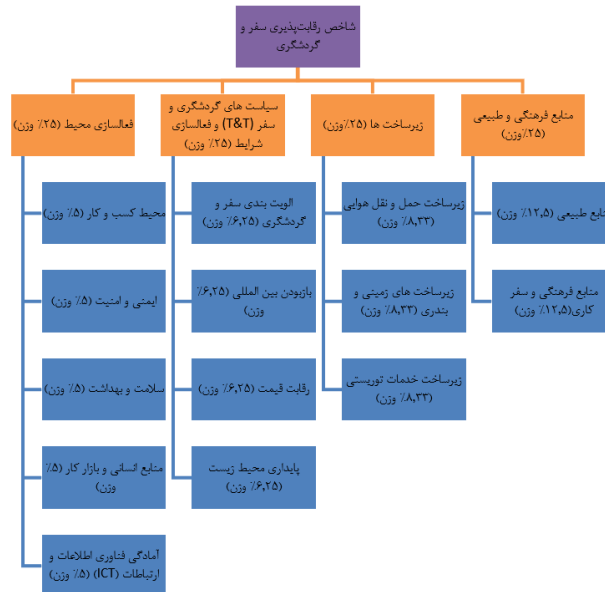 شاخص رقابت‌پذیری سفر و
گردشگری
منابع فرهنگی و طبیعی
(۲۵٪وزن)
نابع طبیعی (۱۲,۵٪ وزن)
منابع فرهنگی و سفر
کاری(۱۲,۵٪ وزن)
زیرساخت ها (۲۵٪وزن)
زیرساخت حمل و نقل هوایی
(۸,۳۳٪ وزن)
زیرساخت های زمینی و
بندری (۸,۳۳٪ وزن)
زیرساخت خدمات توریستی
(۸,۳۳٪ وزن)
سیاست های گردشگری و
سفر (T&T) و فعالسازی
شرایط (۲۵٪ وزن)
الویت بندی سفر و
گردشگری (۶,۲۵٪ وزن)
بازبودن بین المللی (۶,۲۵٪
وزن)
رقابت قیمت (۶,۲۵٪ وزن)
پایداری محیط زیست
(۶,۲۵٪ وزن)
فعالسازی محیط (۲۵٪ وزن)
محیط کسب و کار (۵٪ وزن)
ایمنی و امنیت (۵٪ وزن)
سلامت و بهداشت (۵٪ وزن)
منابع انسانی و بازار کار (۵٪
وزن)
آمادگی فناوری اطلاعات و
ارتباطات (ICT) (۵٪ وزن)